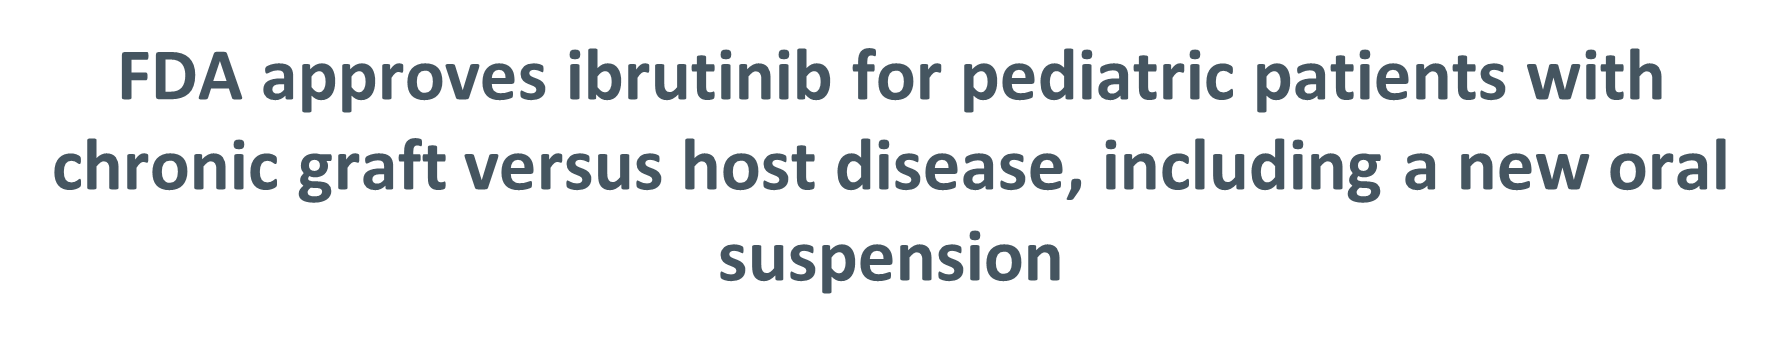 FDA approves ibrutinib for pediatric patients with
chronic graft versus host disease, including a new oral
suspension